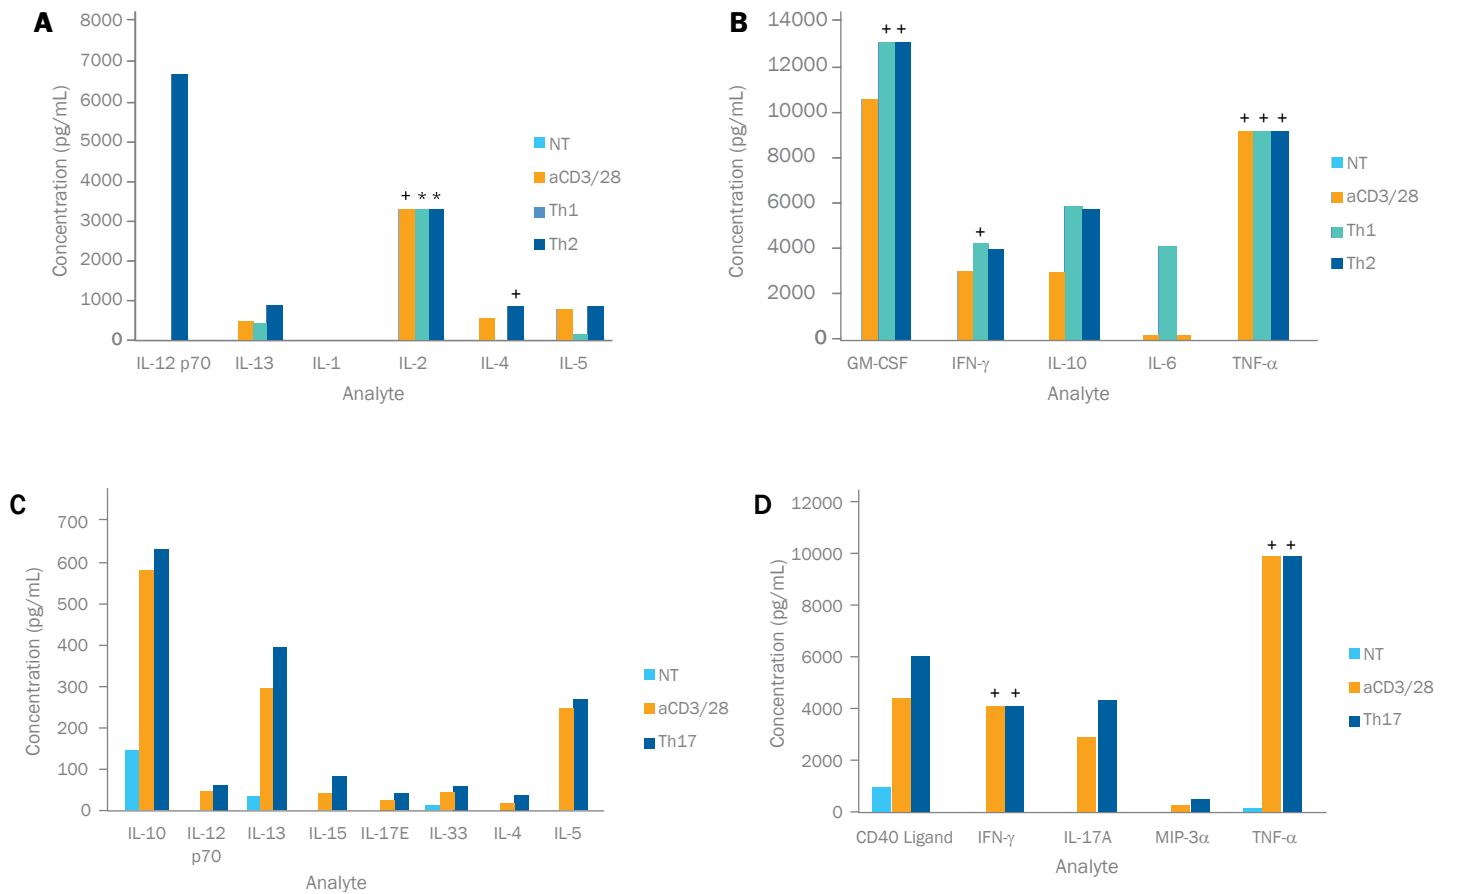 A
Concentration (pg/mL)
8000
7000
6000
5000
4000
3000
2000
1000
0
+ * *
+
IL-12 p70 IL-13 IL-1 IL-2 IL-4 IL-5
Analyte
NT
aCD3/28
Th1
Th2
B
Concentration (pg/mL)
14000
12000
10000
8000
6000
4000
2000
0
+ +
+
+ + +
GM-CSF IFN-γ IL-10 IL-6 TNF-α
Analyte
NT
aCD3/28
Th1
Th2
C
Concentration (pg/mL)
700
600
500
400
300
200
100
0
IL-10 IL-12 IL-13 IL-15 IL-17E IL-33 IL-4 IL-5
p70
Analyte
NT
aCD3/28
Th17
D
Concentration (pg/mL)
12000
10000
8000
6000
4000
2000
0
+ +
+ +
CD40 Ligand IFN-γ IL-17A MIP-3α TNF-α
Analyte
NT
aCD3/28
Th17